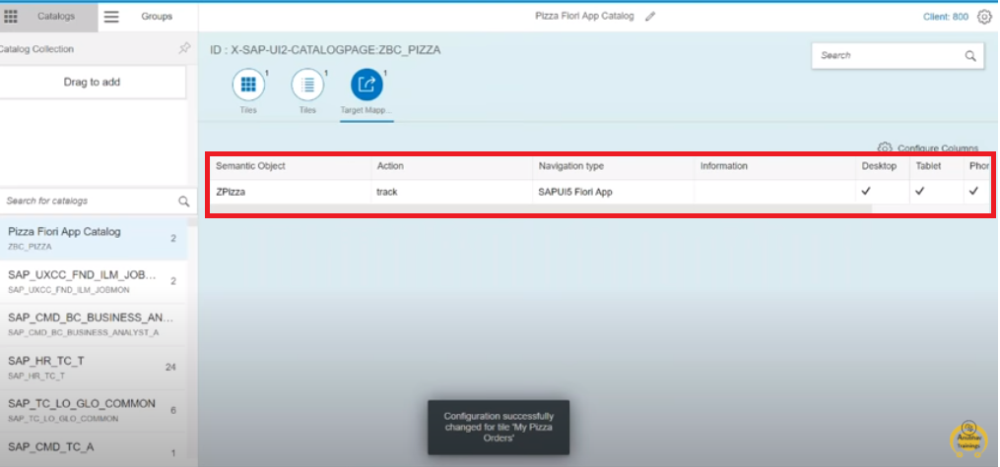 Catalogs
Groups
Pizza Fiori App Catalog
Client: 800
Catalog Collection
Drag to add
ID : X-SAP-UI2-CATALOGPAGE:ZBC_PIZZA
Search
1
1
1
Tiles
Tiles
Target Mapp...
Configure Columns
Semantic Object Action Navigation type Information Desktop Tablet Phor
ZPizza track SAPUI5 Fiori App
Search for catalogs
Pizza Fiori App Catalog 2
ZBC_PIZZA
SAP_UXCC_FND_ILM_JOB... 2
SAP_UXCC_FND_ILM_JOBMON
SAP_CMD_BC_BUSINESS_AN...
SAP_CMD_BC_BUSINESS_ANALYST_A
SAP_HR_TC_T 24
SAP_HR_TC_T
SAP_TC_LO_GLO_COMMON 6
SAP_TC_LO_GLO_COMMON
SAP_CMD_TC_A 1
Configuration successfully
changed for tile 'My Pizza
Orders'
Trainings